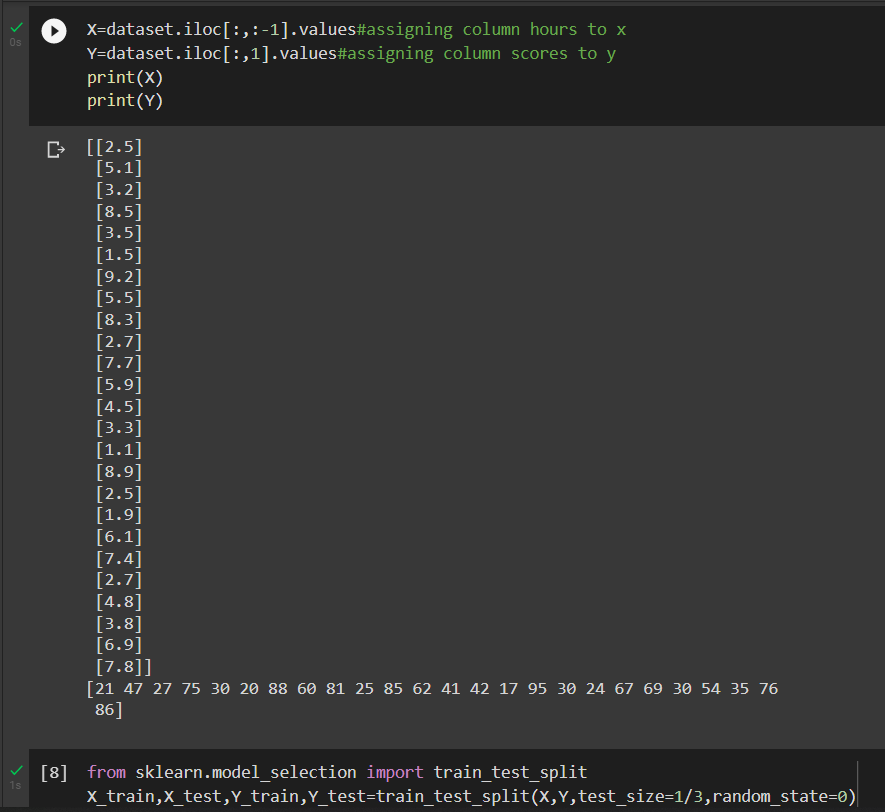 X=dataset.iloc[:,:-1].values#assigning column hours to x
0s
Y=dataset.iloc[:,1].values#assigning column scores to y
print(X)
print(Y)
[[2.5]
[5.1]
[3.2]
[8.5]
[3.5]
[1.5]
[9.2]
[5.5]
[8.3]
[2.7]
[7.7]
[5.9]
[4.5]
[3.3]
[1.1]
[8.9]
[2.5]
[1.9]
[6.1]
[7.4]
[2.7]
[4.8]
[3.8]
[6.9]
[7.8]]
[21 47 27 75 30 20 88 60 81 25 85 62 41 42 17 95 30 24 67 69 30 54 35 76
86]
[8] from sklearn.model_selection import train_test_split
1s
X_train,X_test,Y_train,Y_test=train_test_split(X,Y,test_size=1/3,random_state=0)